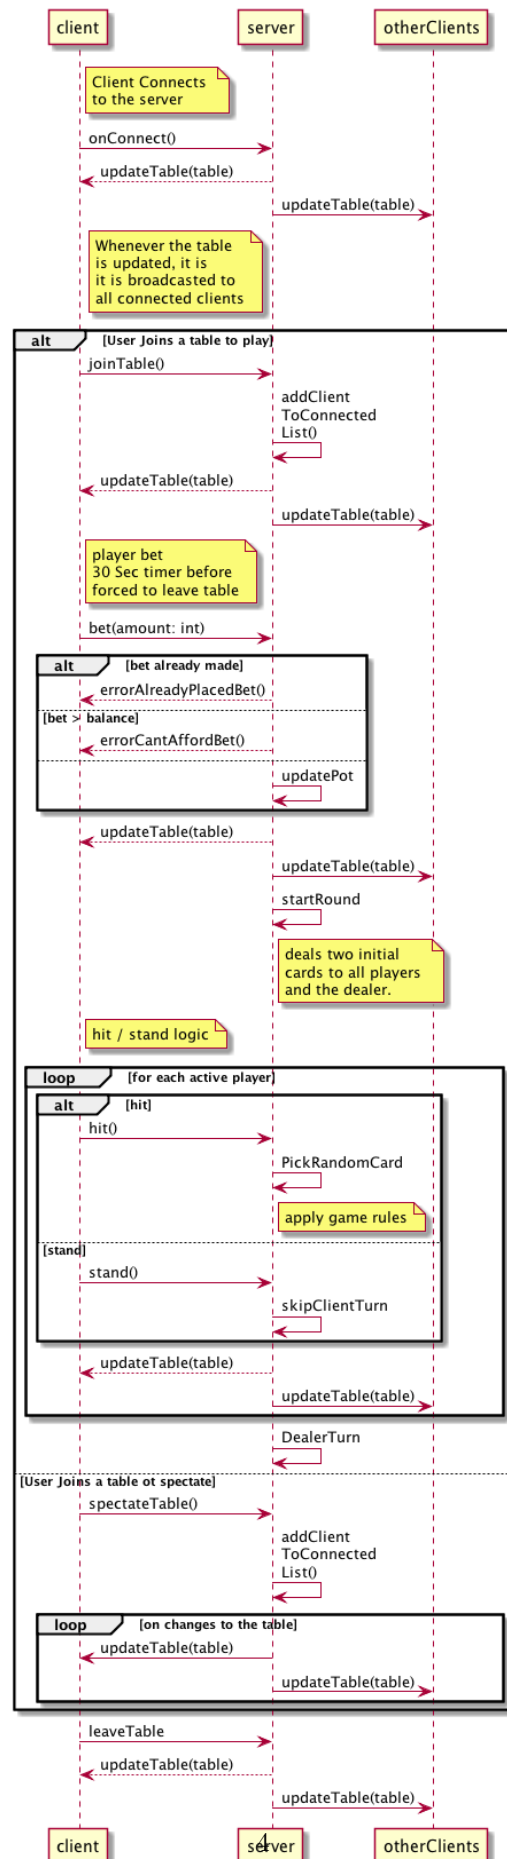 client
server
otherClients
Client Connects
to the server
onConnect()
updateTable(table)
updateTable(table)
Whenever the table
is updated, it is
it is broadcasted to
all connected clients
alt
[User Joins a table to play]
joinTable()
addClient
ToConnected
List()
updateTable(table)
updateTable(table)
player bet
30 Sec timer before
forced to leave table
bet(amount: int)
alt
[bet already made]
errorAlreadyPlacedBet()
[bet > balance]
errorCantAffordBet()
updatePot
updateTable(table)
updateTable(table)
startRound
deals two initial
cards to all players
and the dealer.
hit / stand logic
loop
[for each active player]
alt
[hit]
hit()
PickRandomCard
apply game rules
[stand]
stand()
skipClientTurn
updateTable(table)
updateTable(table)
DealerTurn
[User Joins a table ot spectate]
spectateTable()
addClient
ToConnected
List()
loop
[on changes to the table]
updateTable(table)
updateTable(table)
leaveTable
updateTable(table)
updateTable(table)
client
server
4
otherClients